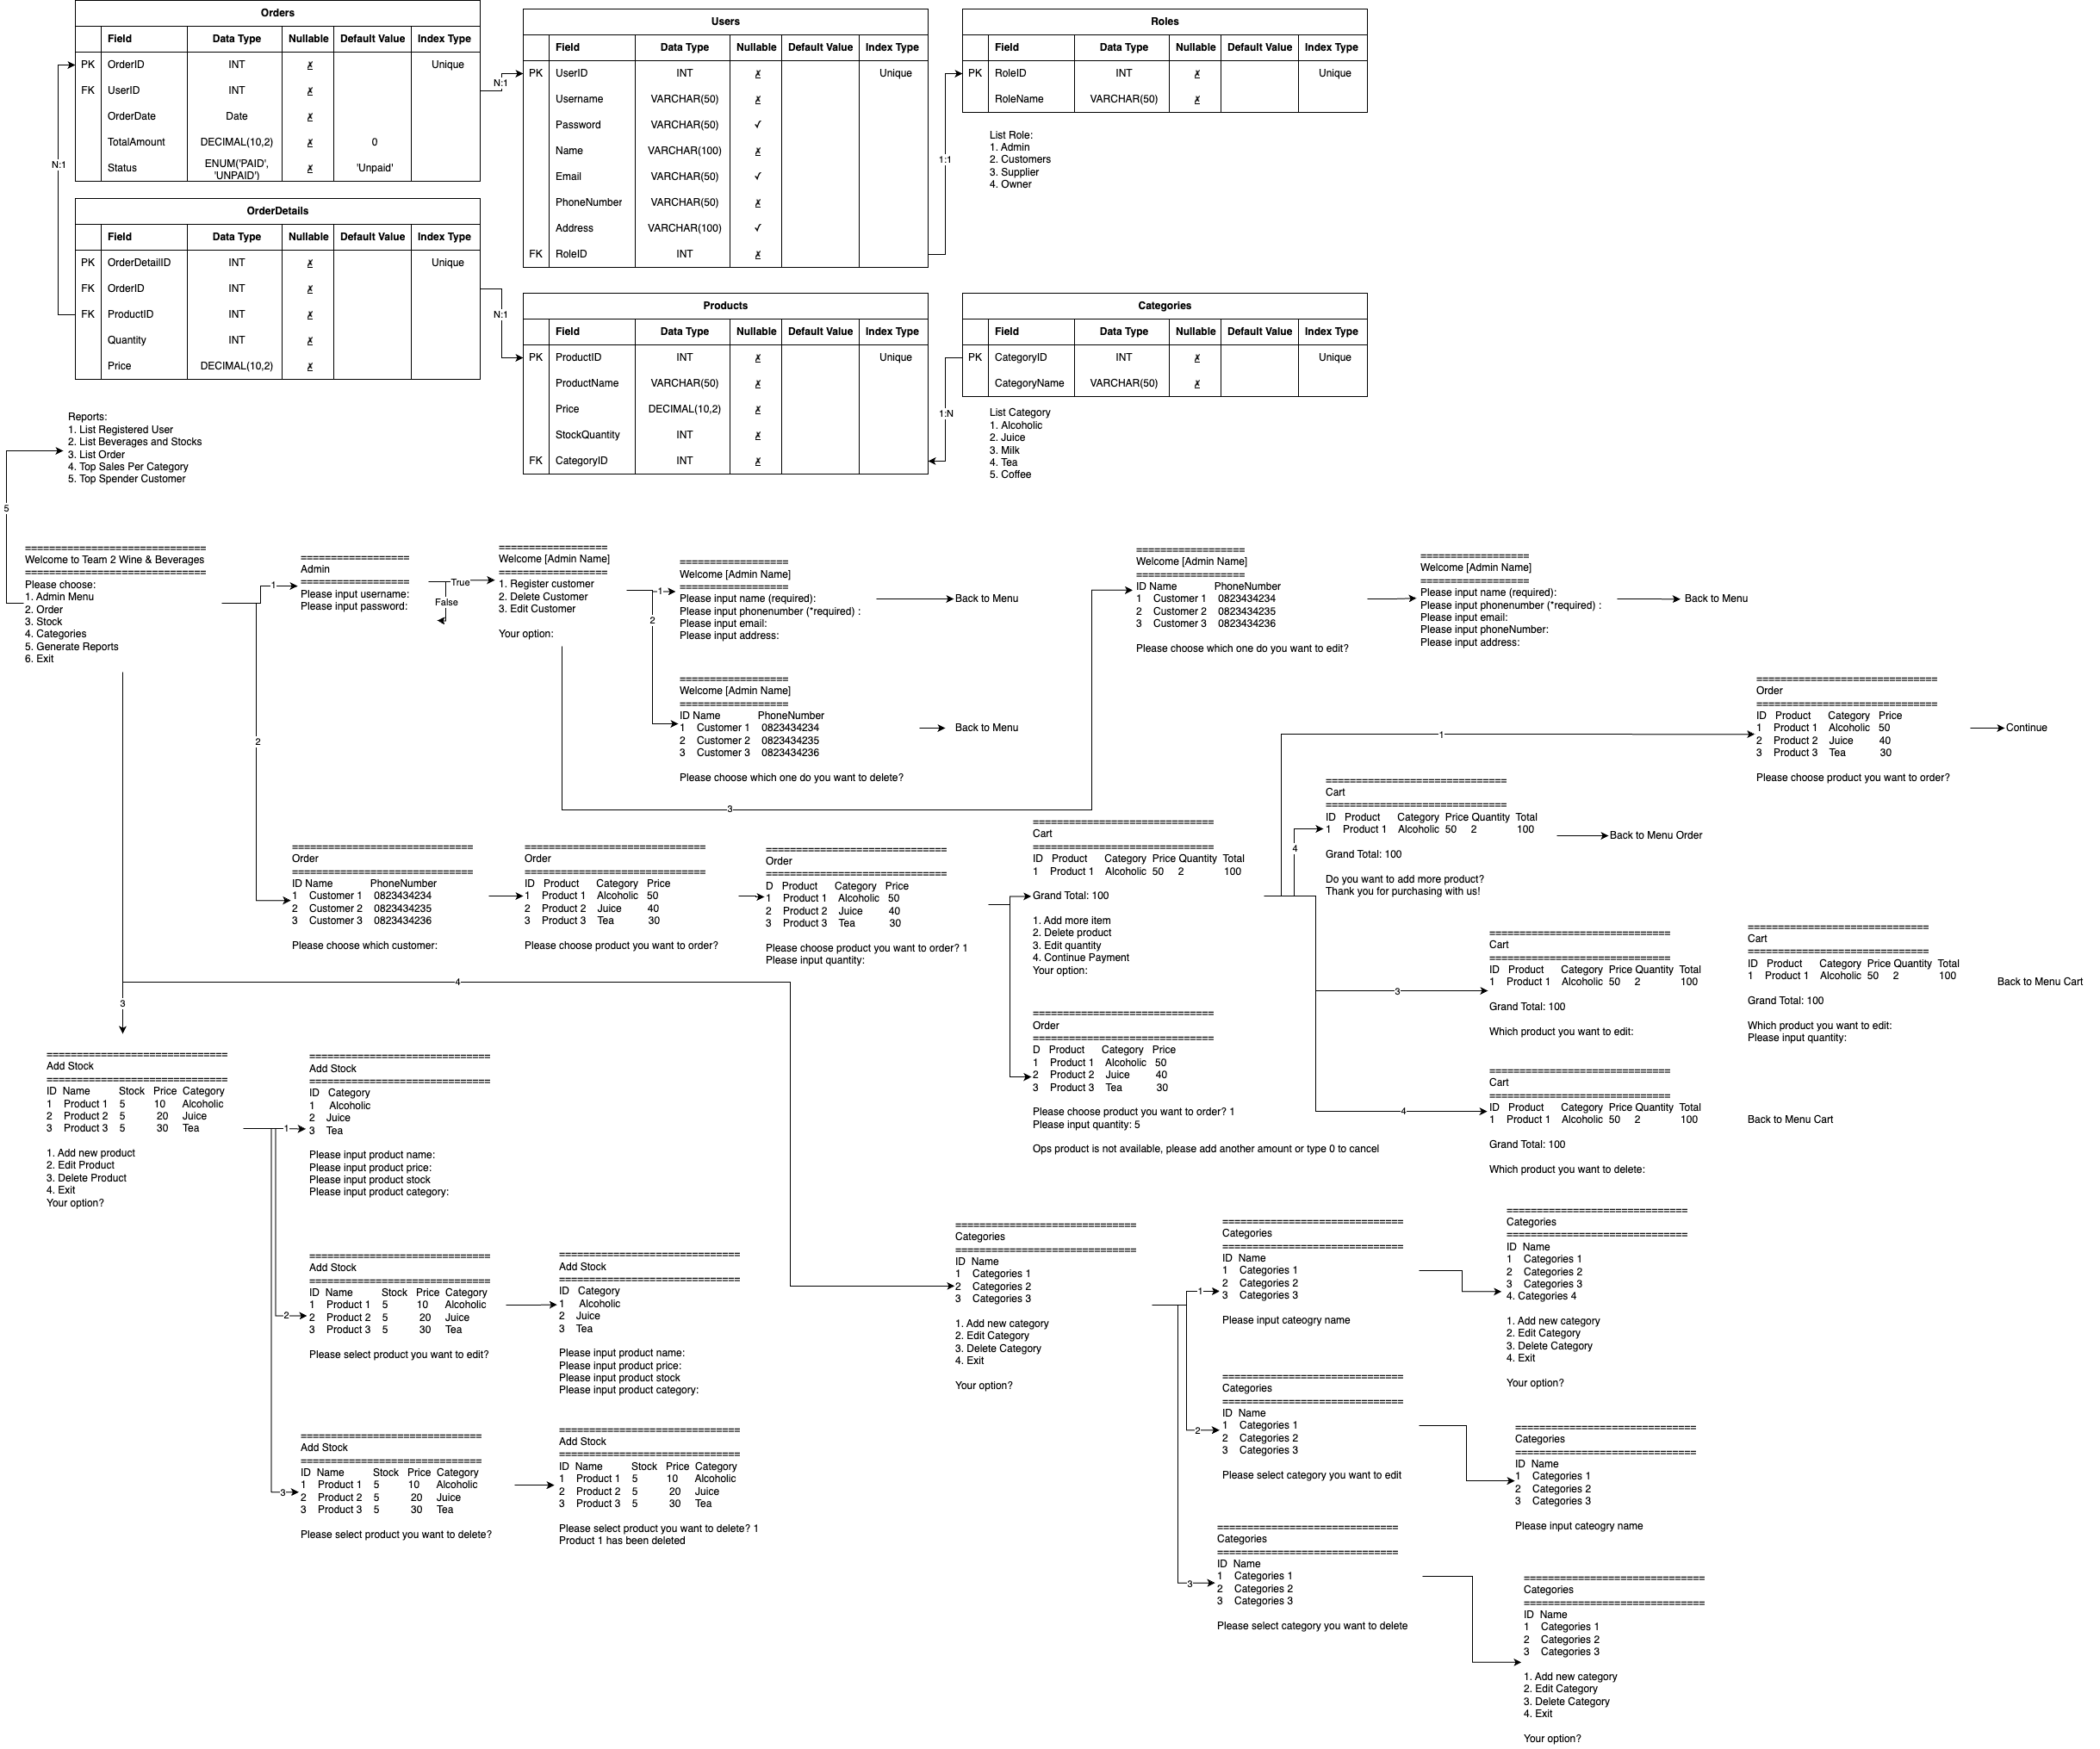 Orders
Field Data Type Nullable Default Value Index Type
PK OrderID INT ✗ Unique
FK UserID INT ✗
OrderDate Date ✗
TotalAmount DECIMAL(10,2) ✗ 0
Status ENUM('PAID', 'UNPAID') ✗ 'Unpaid'
N:1
N:1
Users
Field Data Type Nullable Default Value Index Type
PK UserID INT ✗ Unique
Username VARCHAR(50) ✗
Password VARCHAR(50) ✓
Name VARCHAR(100) ✗
Email VARCHAR(50) ✓
PhoneNumber VARCHAR(50) ✗
Address VARCHAR(100) ✓
FK RoleID INT ✗
1:1
Roles
Field Data Type Nullable Default Value Index Type
PK RoleID INT ✗ Unique
RoleName VARCHAR(50) ✗
List Role:
1. Admin
2. Customers
3. Supplier
4. Owner
OrderDetails
Field Data Type Nullable Default Value Index Type
PK OrderDetailID INT ✗ Unique
FK OrderID INT ✗
FK ProductID INT ✗
Quantity INT ✗
Price DECIMAL(10,2) ✗
N:1
Products
Field Data Type Nullable Default Value Index Type
PK ProductID INT ✗ Unique
ProductName VARCHAR(50) ✗
Price DECIMAL(10,2) ✗
StockQuantity INT ✗
FK CategoryID INT ✗
1:N
Categories
Field Data Type Nullable Default Value Index Type
PK CategoryID INT ✗ Unique
CategoryName VARCHAR(50) ✗
List Category
1. Alcoholic
2. Juice
3. Milk
4. Tea
5. Coffee
Reports:
1. List Registered User
2. List Beverages and Stocks
3. List Order
4. Top Sales Per Category
5. Top Spender Customer
5
==============================
Welcome to Team 2 Wine & Beverages
==============================
Please choose:
1. Admin Menu
2. Order
3. Stock
4. Categories
5. Generate Reports
6. Exit
1
==================
Admin
==================
Please input username:
Please input password:
True
False
==================
Welcome [Admin Name]
==================
1. Register customer
2. Delete Customer
3. Edit Customer
Your option:
1
2
==================
Welcome [Admin Name]
==================
Please input name (required):
Please input phonenumber (*required) :
Please input email:
Please input address:
Back to Menu
==================
Welcome [Admin Name]
==================
ID Name PhoneNumber
1 Customer 1 0823434234
2 Customer 2 0823434235
3 Customer 3 0823434236
Please choose which one do you want to delete?
Back to Menu
3
==================
Welcome [Admin Name]
==================
ID Name PhoneNumber
1 Customer 1 0823434234
2 Customer 2 0823434235
3 Customer 3 0823434236
Please choose which one do you want to edit?
==================
Welcome [Admin Name]
==================
Please input name (required):
Please input phonenumber (*required) :
Please input email:
Please input phoneNumber:
Please input address:
Back to Menu
2
==============================
Order
==============================
ID Name PhoneNumber
1 Customer 1 0823434234
2 Customer 2 0823434235
3 Customer 3 0823434236
Please choose which customer:
==============================
Order
==============================
ID Product Category Price
1 Product 1 Alcoholic 50
2 Product 2 Juice 40
3 Product 3 Tea 30
Please choose product you want to order?
==============================
Order
==============================
D Product Category Price
1 Product 1 Alcoholic 50
2 Product 2 Juice 40
3 Product 3 Tea 30
Please choose product you want to order? 1
Please input quantity:
==============================
Cart
==============================
ID Product Category Price Quantity Total
1 Product 1 Alcoholic 50 2 100
Grand Total: 100
1. Add more item
2. Delete product
3. Edit quantity
4. Continue Payment
Your option:
==============================
Order
==============================
D Product Category Price
1 Product 1 Alcoholic 50
2 Product 2 Juice 40
3 Product 3 Tea 30
Please choose product you want to order? 1
Please input quantity: 5
Ops product is not available, please add another amount or type 0 to cancel
1
==============================
Order
==============================
ID Product Category Price
1 Product 1 Alcoholic 50
2 Product 2 Juice 40
3 Product 3 Tea 30
Please choose product you want to order?
Continue
4
==============================
Cart
==============================
ID Product Category Price Quantity Total
1 Product 1 Alcoholic 50 2 100
Grand Total: 100
Do you want to add more product?
Thank you for purchasing with us!
Back to Menu Order
3
==============================
Cart
==============================
ID Product Category Price Quantity Total
1 Product 1 Alcoholic 50 2 100
Grand Total: 100
Which product you want to edit:
==============================
Cart
==============================
ID Product Category Price Quantity Total
1 Product 1 Alcoholic 50 2 100
Grand Total: 100
Which product you want to edit:
Please input quantity:
Back to Menu Cart
4
==============================
Cart
==============================
ID Product Category Price Quantity Total
1 Product 1 Alcoholic 50 2 100
Grand Total: 100
Which product you want to delete:
Back to Menu Cart
3
==============================
Add Stock
==============================
ID Name Stock Price Category
1 Product 1 5 10 Alcoholic
2 Product 2 5 20 Juice
3 Product 3 5 30 Tea
1. Add new product
2. Edit Product
3. Delete Product
4. Exit
Your option?
1
==============================
Add Stock
==============================
ID Category
1 Alcoholic
2 Juice
3 Tea
Please input product name:
Please input product price:
Please input product stock
Please input product category:
2
==============================
Add Stock
==============================
ID Name Stock Price Category
1 Product 1 5 10 Alcoholic
2 Product 2 5 20 Juice
3 Product 3 5 30 Tea
Please select product you want to edit?
==============================
Add Stock
==============================
ID Category
1 Alcoholic
2 Juice
3 Tea
Please input product name:
Please input product price:
Please input product stock
Please input product category:
3
==============================
Add Stock
==============================
ID Name Stock Price Category
1 Product 1 5 10 Alcoholic
2 Product 2 5 20 Juice
3 Product 3 5 30 Tea
Please select product you want to delete?
==============================
Add Stock
==============================
ID Name Stock Price Category
1 Product 1 5 10 Alcoholic
2 Product 2 5 20 Juice
3 Product 3 5 30 Tea
Please select product you want to delete? 1
Product 1 has been deleted
4
==============================
Categories
==============================
ID Name
1 Categories 1
2 Categories 2
3 Categories 3
1. Add new category
2. Edit Category
3. Delete Category
4. Exit
Your option?
1
==============================
Categories
==============================
ID Name
1 Categories 1
2 Categories 2
3 Categories 3
Please input cateogry name
==============================
Categories
==============================
ID Name
1 Categories 1
2 Categories 2
3 Categories 3
4. Categories 4
1. Add new category
2. Edit Category
3. Delete Category
4. Exit
Your option?
2
==============================
Categories
==============================
ID Name
1 Categories 1
2 Categories 2
3 Categories 3
Please select category you want to edit
==============================
Categories
==============================
ID Name
1 Categories 1
2 Categories 2
3 Categories 3
Please input cateogry name
3
==============================
Categories
==============================
ID Name
1 Categories 1
2 Categories 2
3 Categories 3
Please select category you want to delete
==============================
Categories
==============================
ID Name
1 Categories 1
2 Categories 2
3 Categories 3
1. Add new category
2. Edit Category
3. Delete Category
4. Exit
Your option?